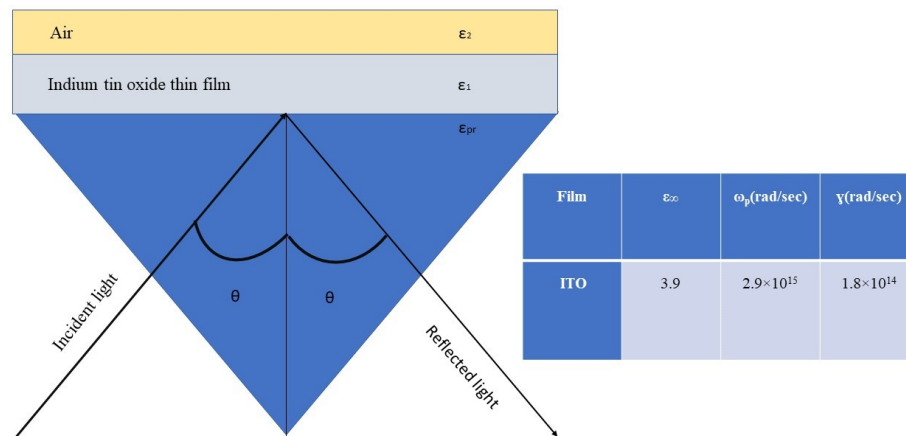 Air ε₂
Indium tin oxide thin film ε₁
εpr
Film ε∞ ωₚ(rad/sec) γ(rad/sec)
ITO 3.9 2.9×10¹⁵ 1.8×10¹⁴
θ θ
Incident light
Reflected light